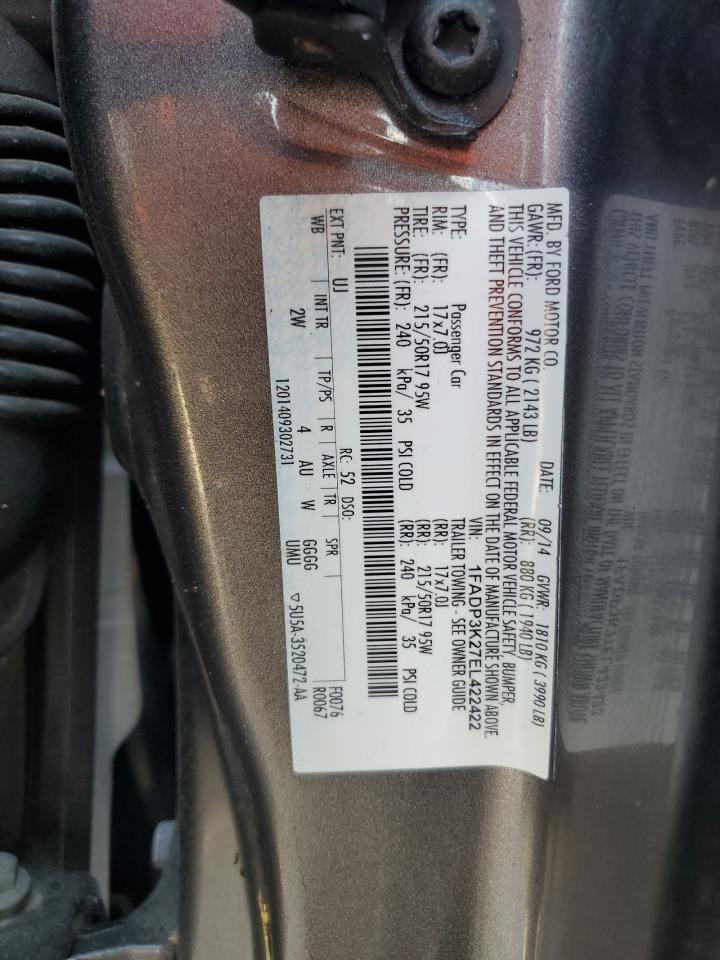 MFD. BY FORD MOTOR CO.
DATE: 09/14 GVWR: 1810 KG ( 3990 LB)
GAWR: (FR): 972 KG ( 2143 LB) (RR): 880 KG ( 1940 LB)
THIS VEHICLE CONFORMS TO ALL APPLICABLE FEDERAL MOTOR VEHICLE SAFETY, BUMPER,
AND THEFT PREVENTION STANDARDS IN EFFECT ON THE DATE OF MANUFACTURE SHOWN ABOVE.
VIN: 1FADP3K27EL422422
TYPE: Passenger Car TRAILER TOWING - SEE OWNER GUIDE
RIM: (FR): 17x7.0J (RR): 17x7.0J
TIRE: (FR): 215/50R17 95W (RR): 215/50R17 95W
PRESSURE: (FR): 240 kPa/ 35 PSI COLD (RR): 240 kPa/ 35 PSI COLD
EXT PNT: UJ RC: 52 DSO: F0076
WB INT TR TP/PS R AXLE TR SPR R0067
2W 4 AU W GGGG
UMU
1201409302731 ▽5U5A-3520472-AA